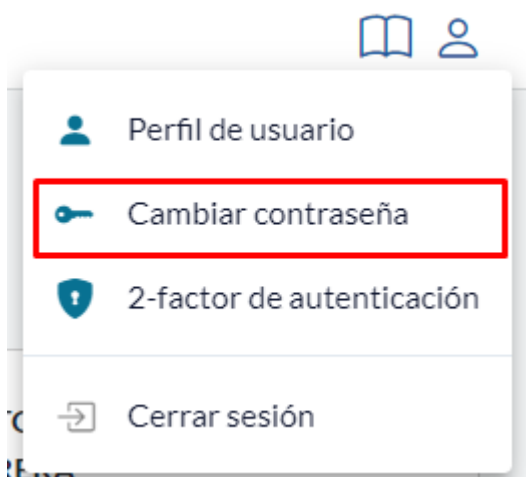 Perfil de usuario
Cambiar contraseña
2-factor de autenticación
Cerrar sesión